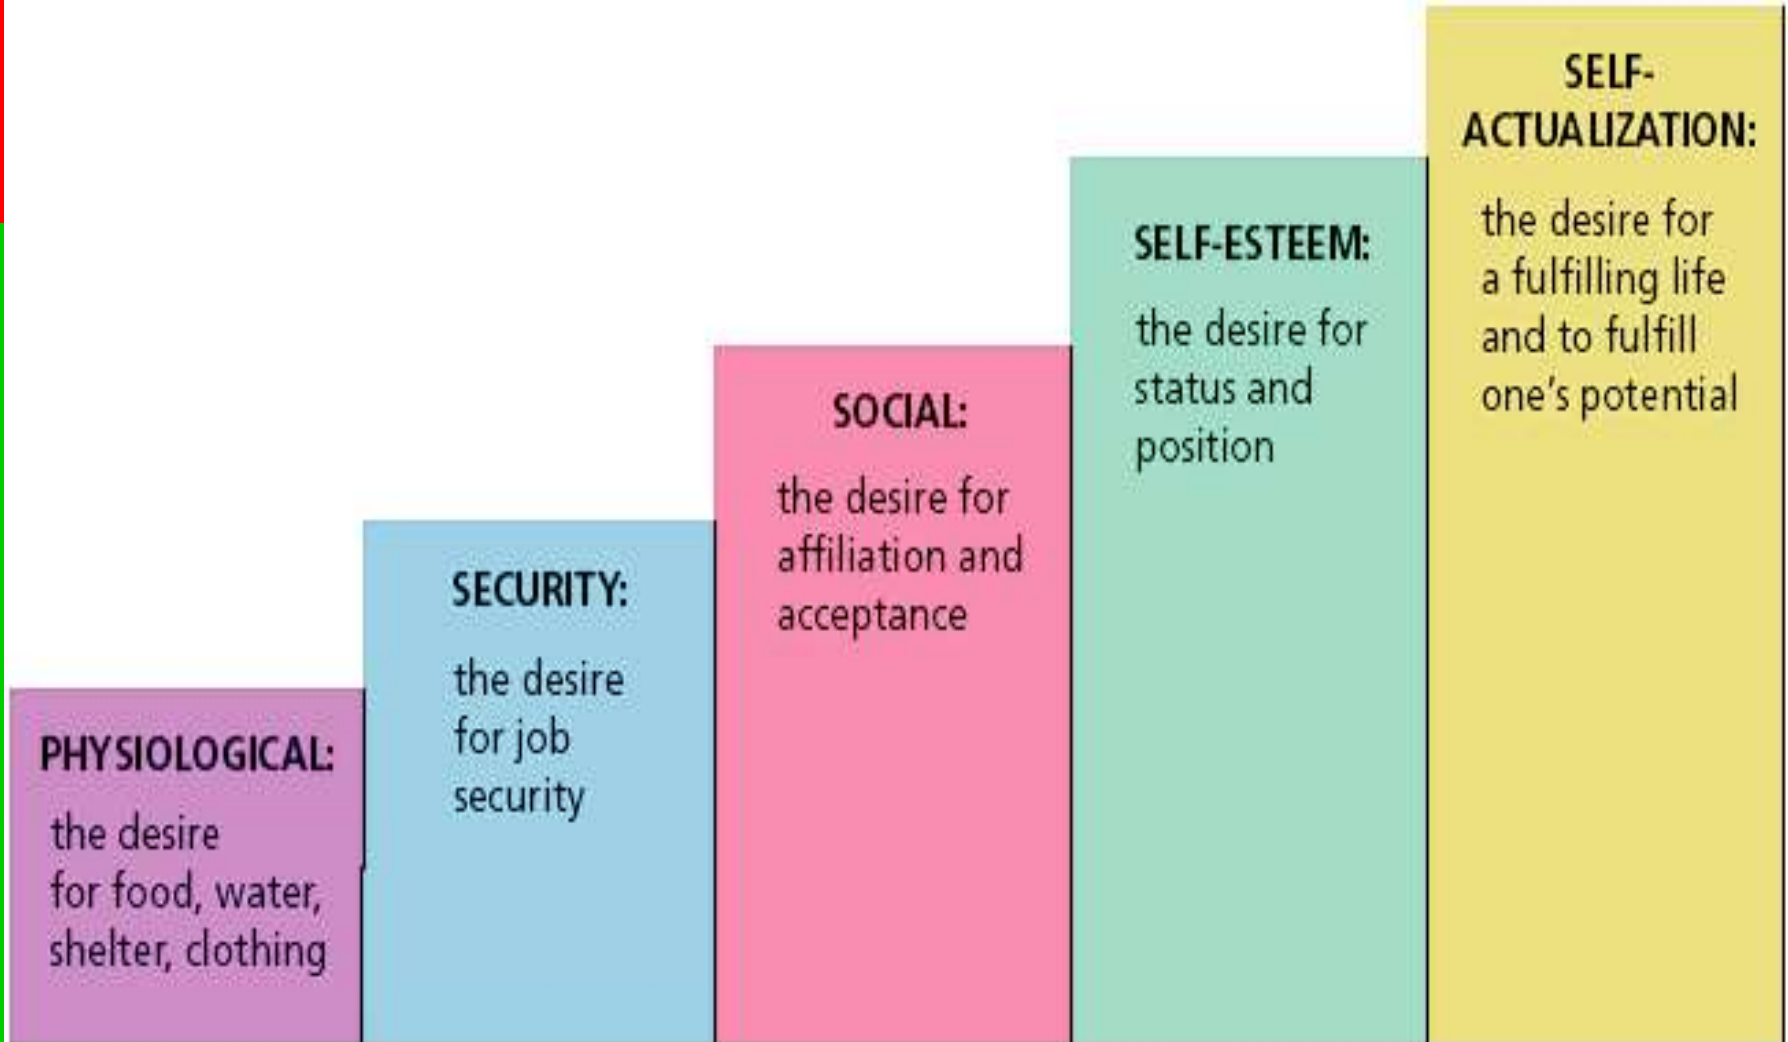 PHYSIOLOGICAL:
the desire
for food, water,
shelter, clothing
SECURITY:
the desire
for job
security
SOCIAL:
the desire for
affiliation and
acceptance
SELF-ESTEEM:
the desire for
status and
position
SELF-
ACTUALIZATION:
the desire for
a fulfilling life
and to fulfill
one's potential